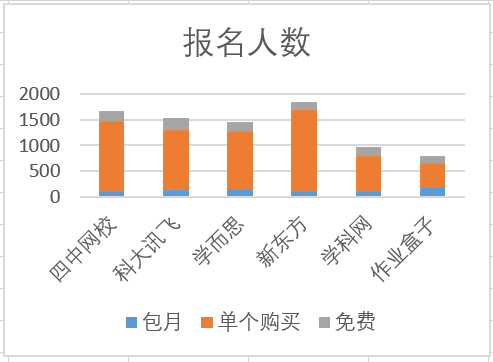 报名人数
2000
1500
1000
500
0
四中网校
科大讯飞
学而思
新东方
学科网
作业盒子
包月 单个购买 免费